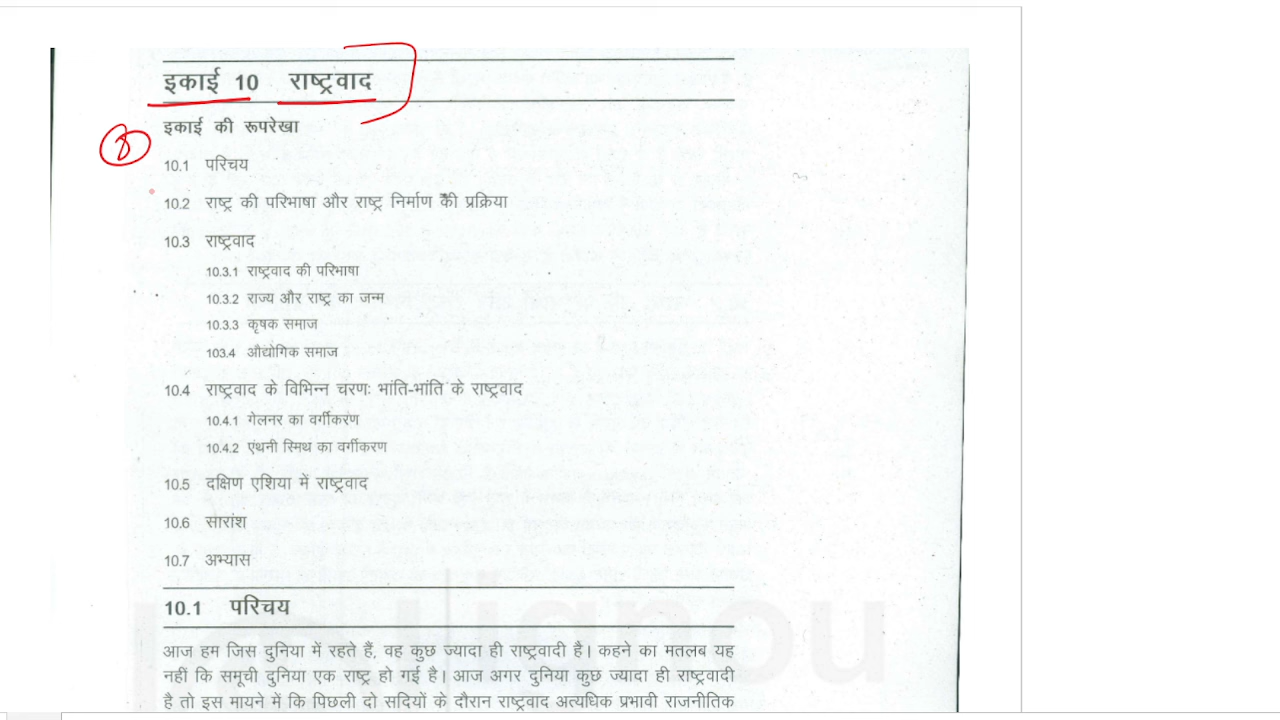 इकाई 10 राष्ट्रवाद
इकाई की रूपरेखा
10.1 परिचय
10.2 राष्ट्र की परिभाषा और राष्ट्र निर्माण की प्रक्रिया
10.3 राष्ट्रवाद
10.3.1 राष्ट्रवाद की परिभाषा
10.3.2 राज्य और राष्ट्र का जन्म
10.3.3 कृषक समाज
103.4 औद्योगिक समाज
10.4 राष्ट्रवाद के विभिन्न चरणः भांति-भांति के राष्ट्रवाद
10.4.1 गेलनर का वर्गीकरण
10.4.2 एंथनी स्मिथ का वर्गीकरण
10.5 दक्षिण एशिया में राष्ट्रवाद
10.6 सारांश
10.7 अभ्यास
10.1 परिचय
आज हम जिस दुनिया में रहते हैं, वह कुछ ज्यादा ही राष्ट्रवादी है। कहने का मतलब यह
नहीं कि समूची दुनिया एक राष्ट्र हो गई है। आज अगर दुनिया कुछ ज्यादा ही राष्ट्रवादी
है तो इस मायने में कि पिछली दो सदियों के दौरान राष्ट्रवाद अत्यधिक प्रभावी राजनीतिक
ignou